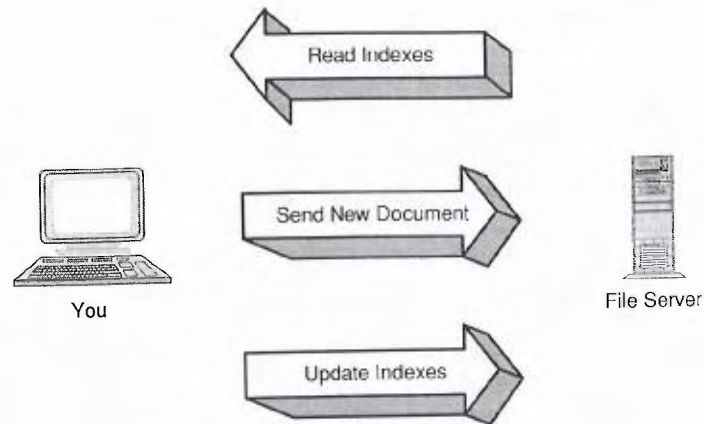 Read Indexes
Send New Document
You
File Server
Update Indexes